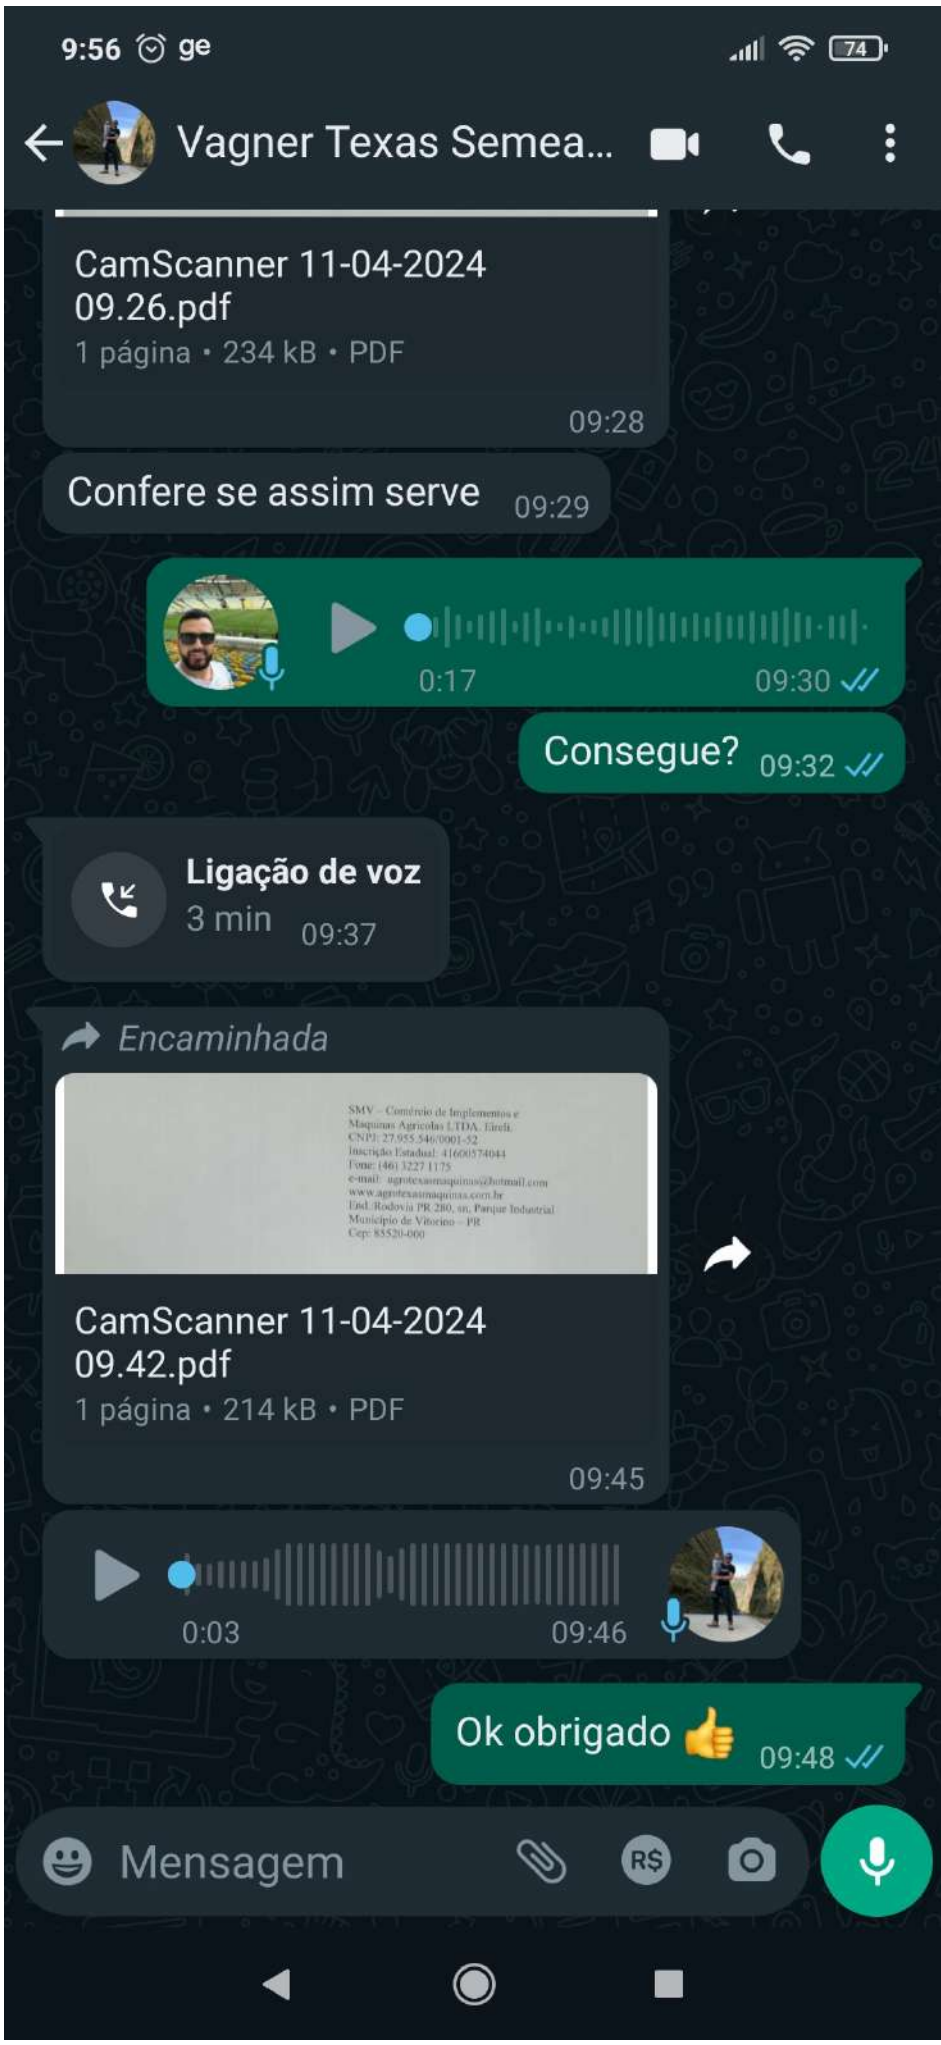 9:56 ge 74
Vagner Texas Semea...
CamScanner 11-04-2024
09.26.pdf
1 página • 234 kB • PDF
09:28
Confere se assim serve 09:29
0:17 09:30
Consegue? 09:32
Ligação de voz
3 min 09:37
Encaminhada
SMV - Comércio de Implementos e
Maquinas Agricolas LTDA. Eireli.
CNPJ: 27.955.546/0001-52
Inscrição Estadual: 41600574044
Fone: (46) 3227 1175
e-mail: agrotexasmaquinas@hotmail.com
www.agrotexasmaquinas.com.br
End. Rodovia PR 280, sn, Parque Industrial
Município de Vitorino – PR
Cep: 85520-000
CamScanner 11-04-2024
09.42.pdf
1 página • 214 kB • PDF
09:45
0:03 09:46
Ok obrigado 👍 09:48
Mensagem R$